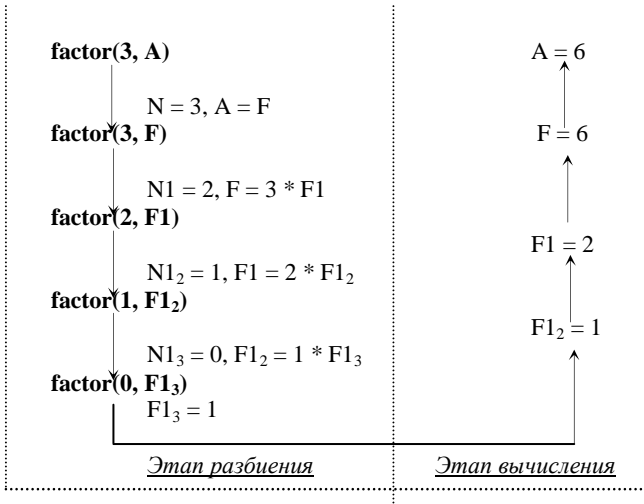 factor(3, A)
N = 3, A = F
factor(3, F)
N1 = 2, F = 3 * F1
factor(2, F1)
N1₂ = 1, F1 = 2 * F1₂
factor(1, F1₂)
N1₃ = 0, F1₂ = 1 * F1₃
factor(0, F1₃)
F1₃ = 1
Этап разбиения
A = 6
F = 6
F1 = 2
F1₂ = 1
Этап вычисления